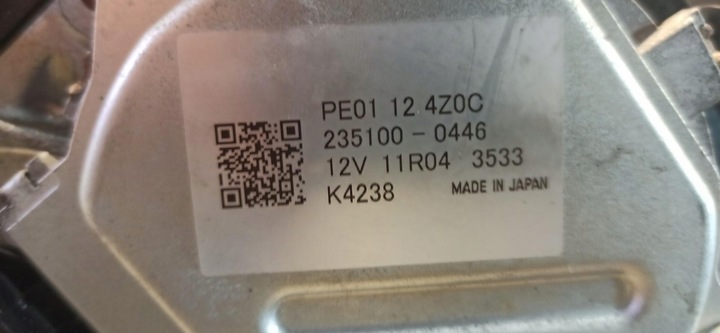 PE01 12 4Z0C
235100-0446
12V 11R04 3533
K4238 MADE IN JAPAN